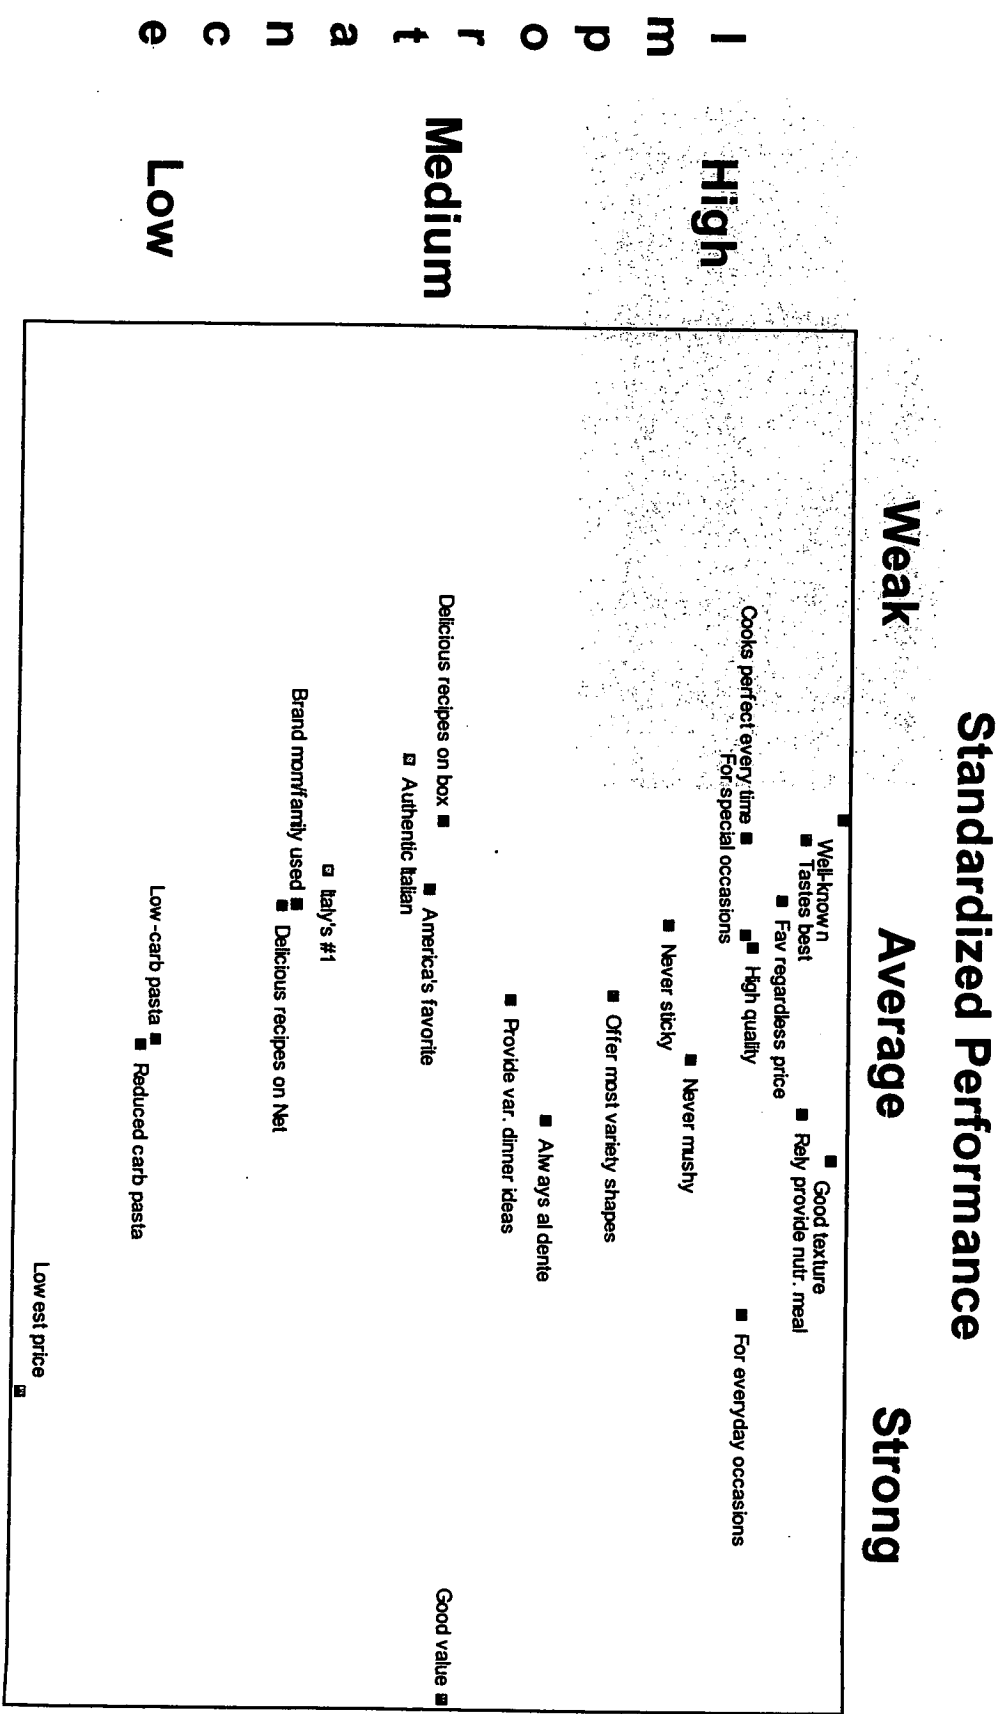 Standardized Performance
Weak
Average
Strong
Importance
High
Medium
Low
Well-known
Tastes best
Good texture
Rely provide nutr. meal
Fav regardless price
Cooks perfect every time
High quality
For special occasions
For everyday occasions
Never mushy
Never sticky
Offer most variety shapes
Always al dente
Provide var. dinner ideas
Delicious recipes on box
America's favorite
Good value
Authentic Italian
Italy's #1
Brand mom/family used
Delicious recipes on Net
Low-carb pasta
Reduced carb pasta
Lowest price